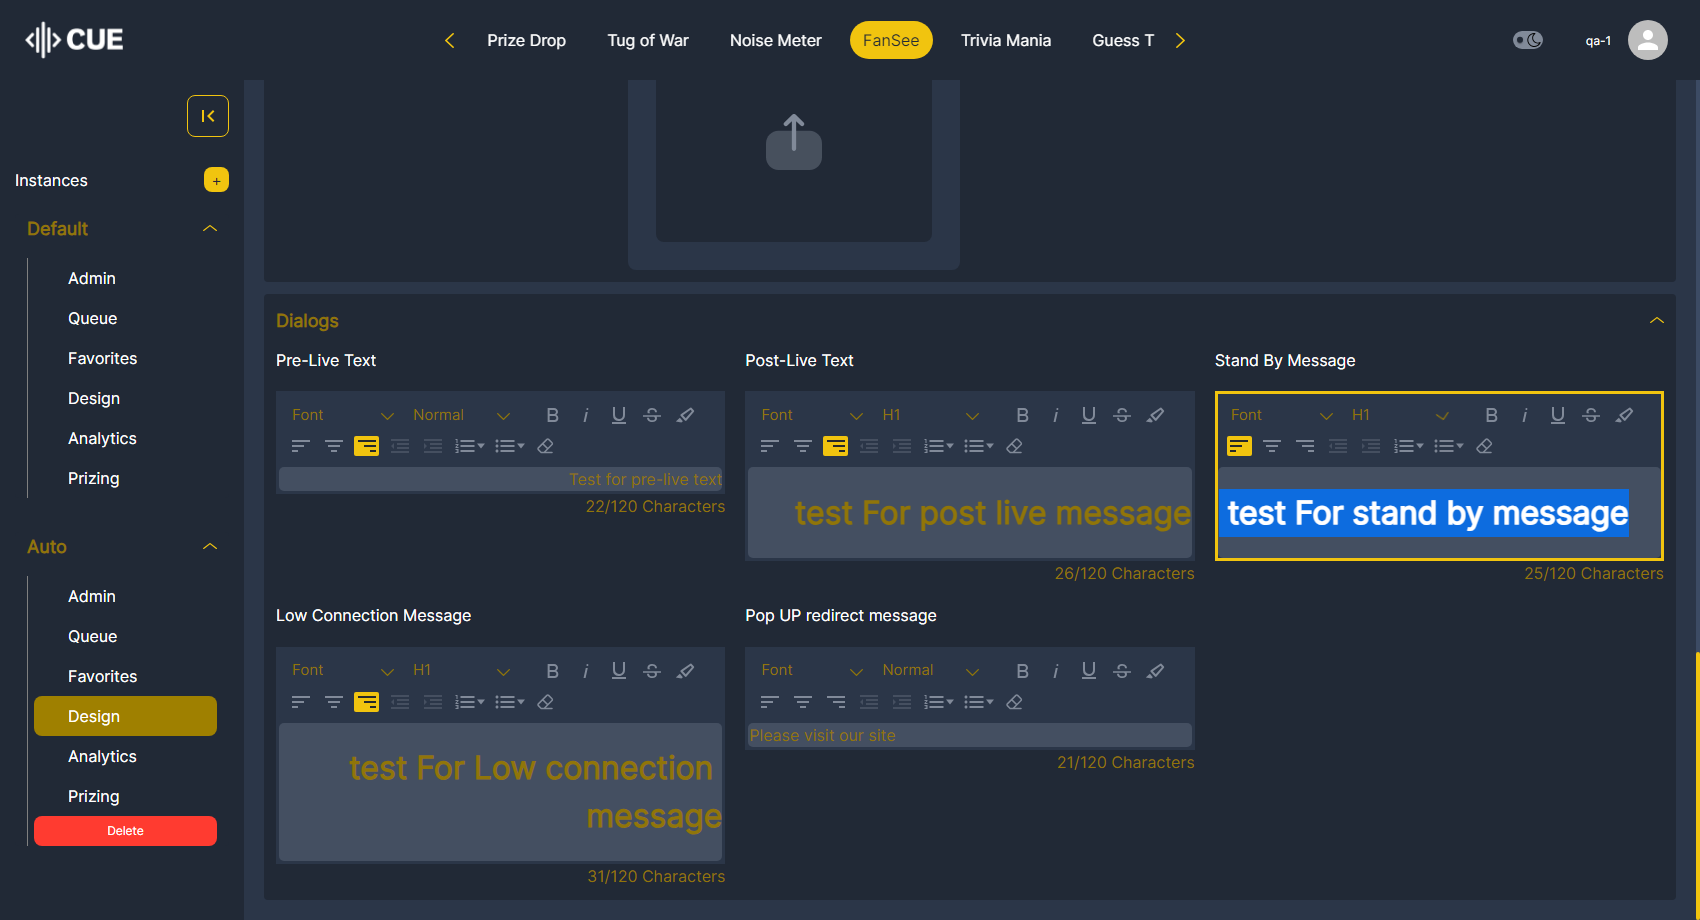 CUE
Prize Drop
Tug of War
Noise Meter
FanSee
Trivia Mania
Guess T
qa-1
Instances
+
Default
Admin
Queue
Favorites
Design
Analytics
Prizing
Auto
Admin
Queue
Favorites
Design
Analytics
Prizing
Delete
Dialogs
Pre-Live Text
Font
Normal
B
i
U
S
Test for pre-live text
22/120 Characters
Post-Live Text
Font
H1
B
i
U
S
test For post live message
26/120 Characters
Stand By Message
Font
H1
B
i
U
S
test For stand by message
25/120 Characters
Low Connection Message
Font
H1
B
i
U
S
test For Low connection
message
31/120 Characters
Pop UP redirect message
Font
Normal
B
i
U
S
Please visit our site
21/120 Characters